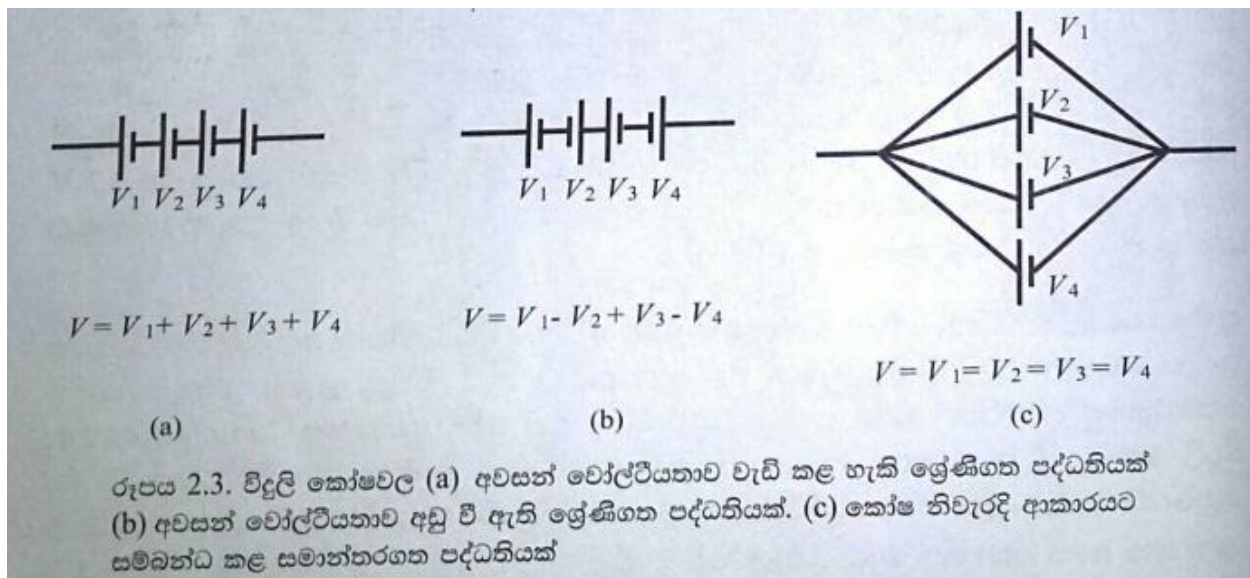 V1
V2
V3
V4
V1 V2 V3 V4
V1 V2 V3 V4
V = V1 + V2 + V3 + V4
V = V1 - V2 + V3 - V4
V = V1 = V2 = V3 = V4
(a)
(b)
(c)
රූපය 2.3. විදුලි කෝෂවල (a) අවසන් වෝල්ටීයතාව වැඩි කළ හැකි ශ්‍රේණිගත පද්ධතියක්
(b) අවසන් වෝල්ටීයතාව අඩු වී ඇති ශ්‍රේණිගත පද්ධතියක්. (c) කෝෂ නිවැරදි ආකාරයට
සම්බන්ධ කළ සමාන්තරගත පද්ධතියක්